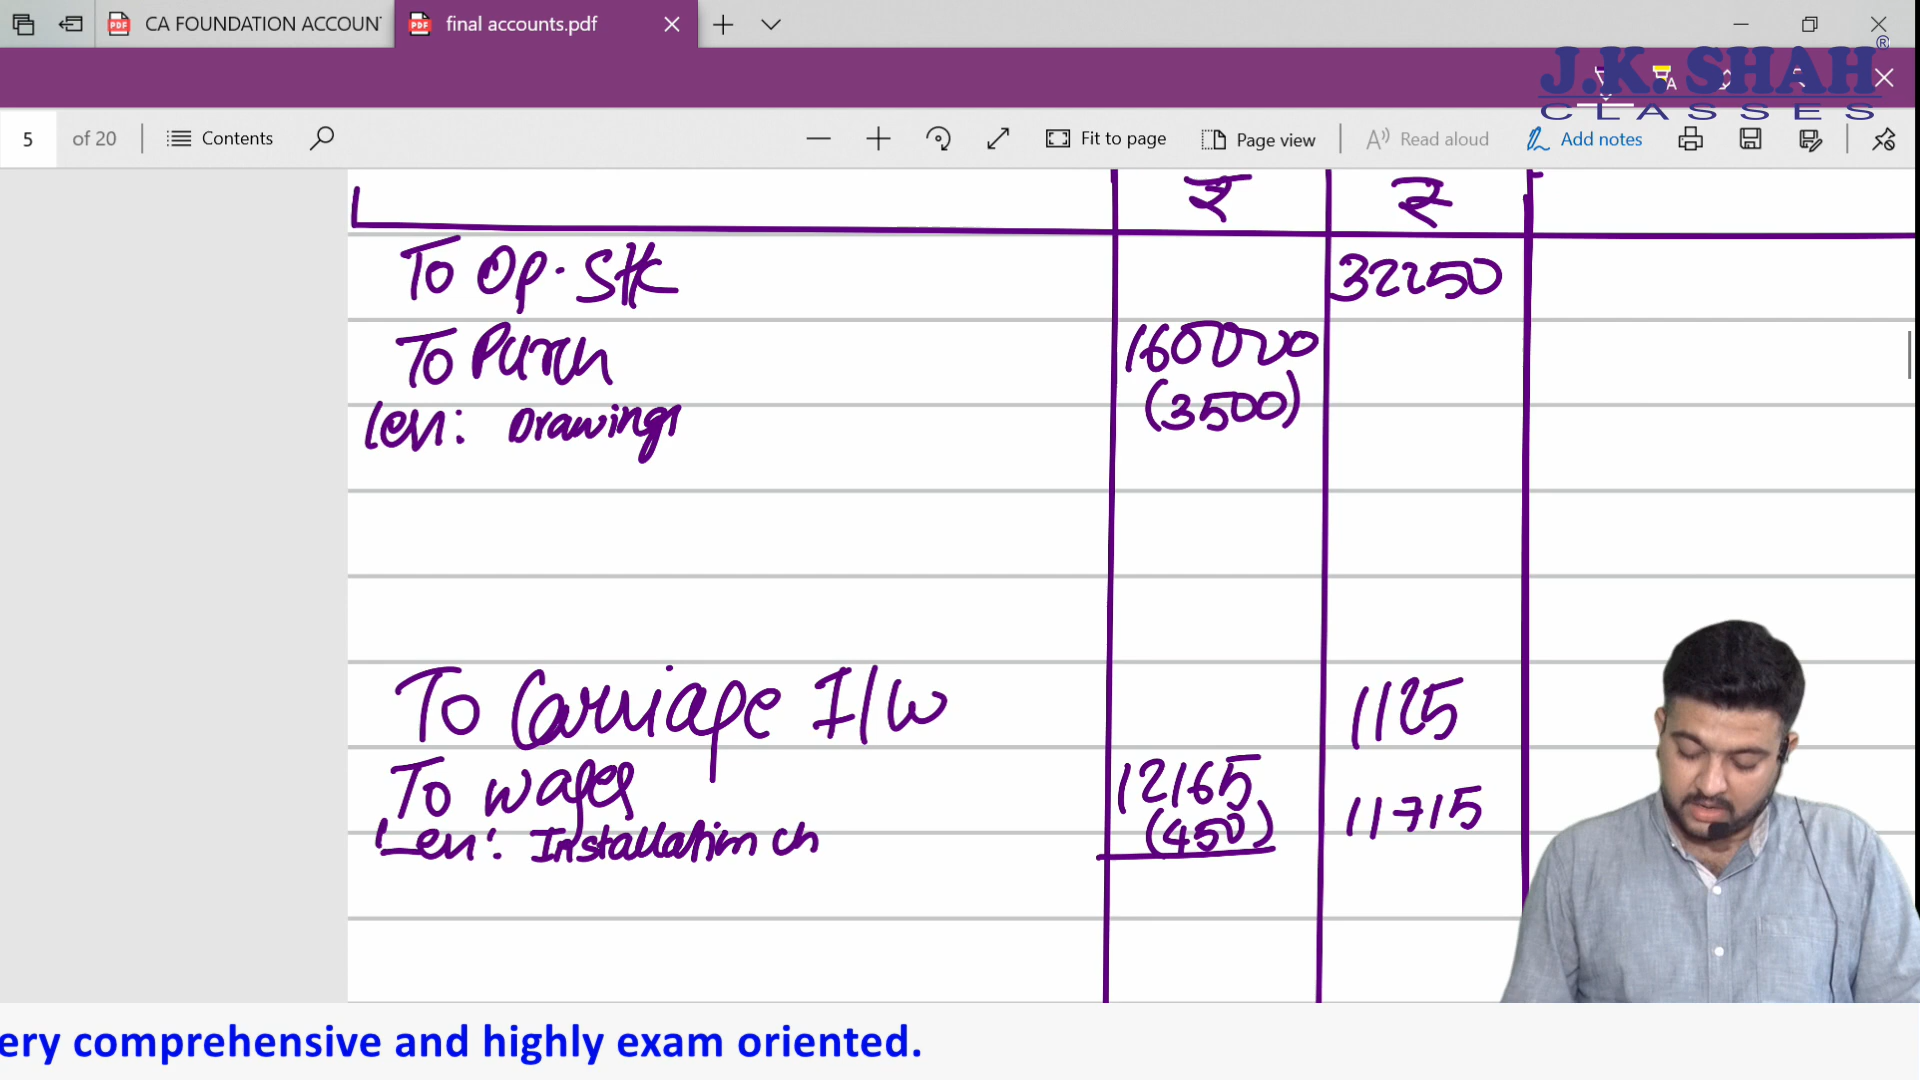 CA FOUNDATION ACCOUN
final accounts.pdf
J.K. SHAH®
CLASSES
5 of 20 Contents Fit to page Page view Read aloud Add notes
₹ ₹
To Op. Stk 32250
To Purch 160000
Less: Drawings (3500)
To Carriage I/W 1125
To Wages 12165 11715
Less: Installation ch (450)
ery comprehensive and highly exam oriented.